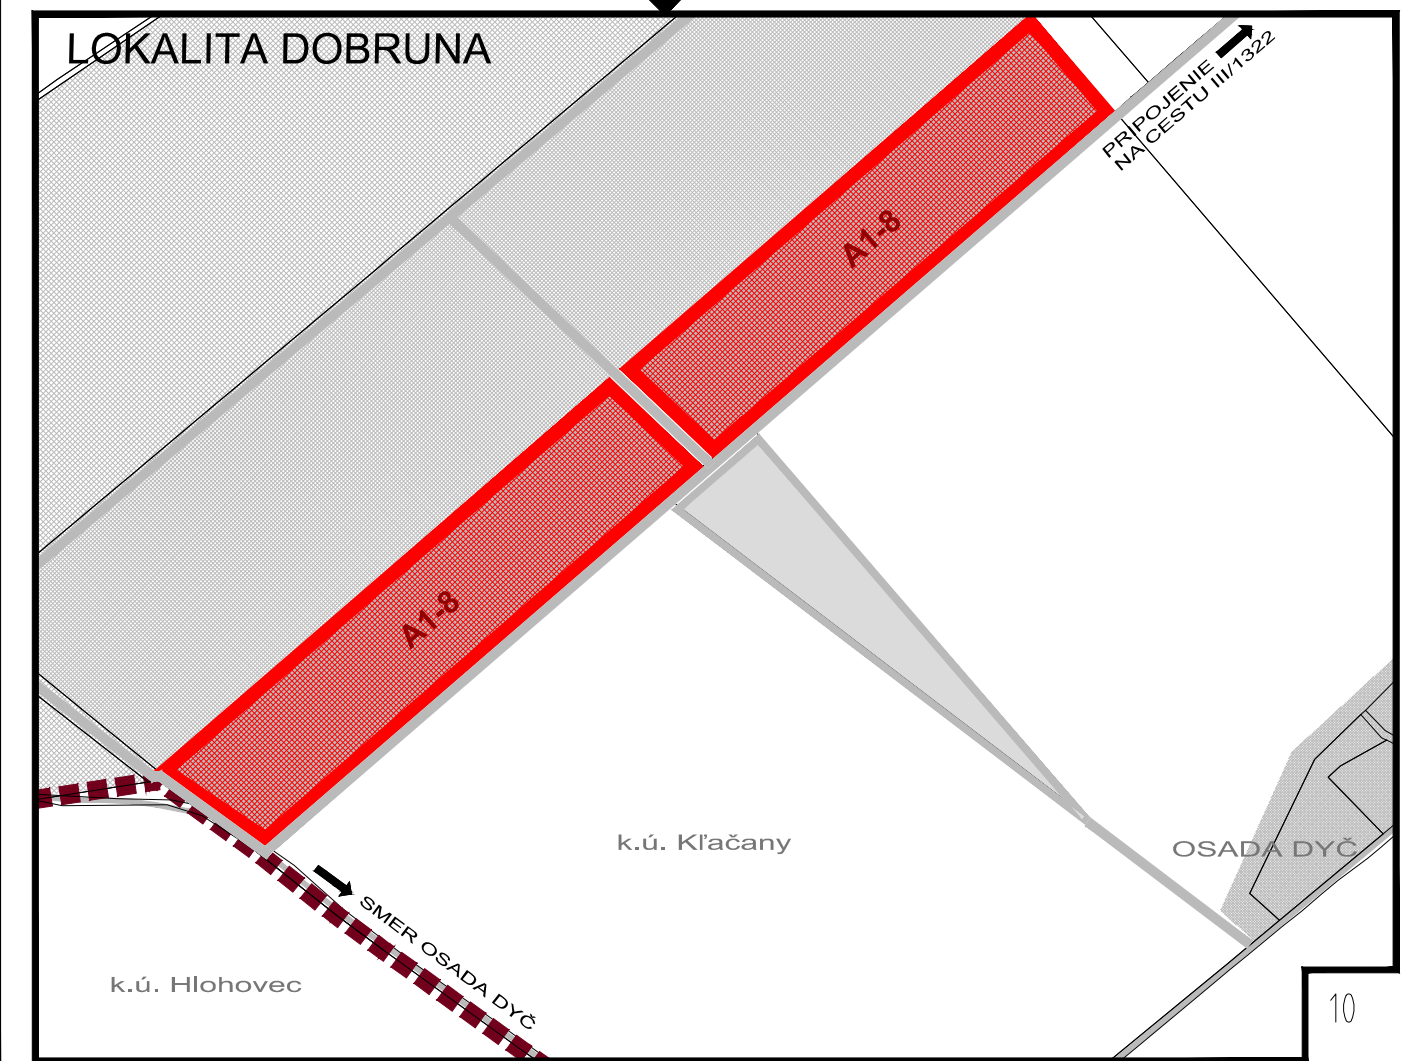 LOKALITA DOBRUNA
PRIPOJENIE
NA CESTU III/1322
A1-8
A1-8
k.ú. Kľačany
OSADA DYČ
SMER OSADA DYČ
k.ú. Hlohovec
10